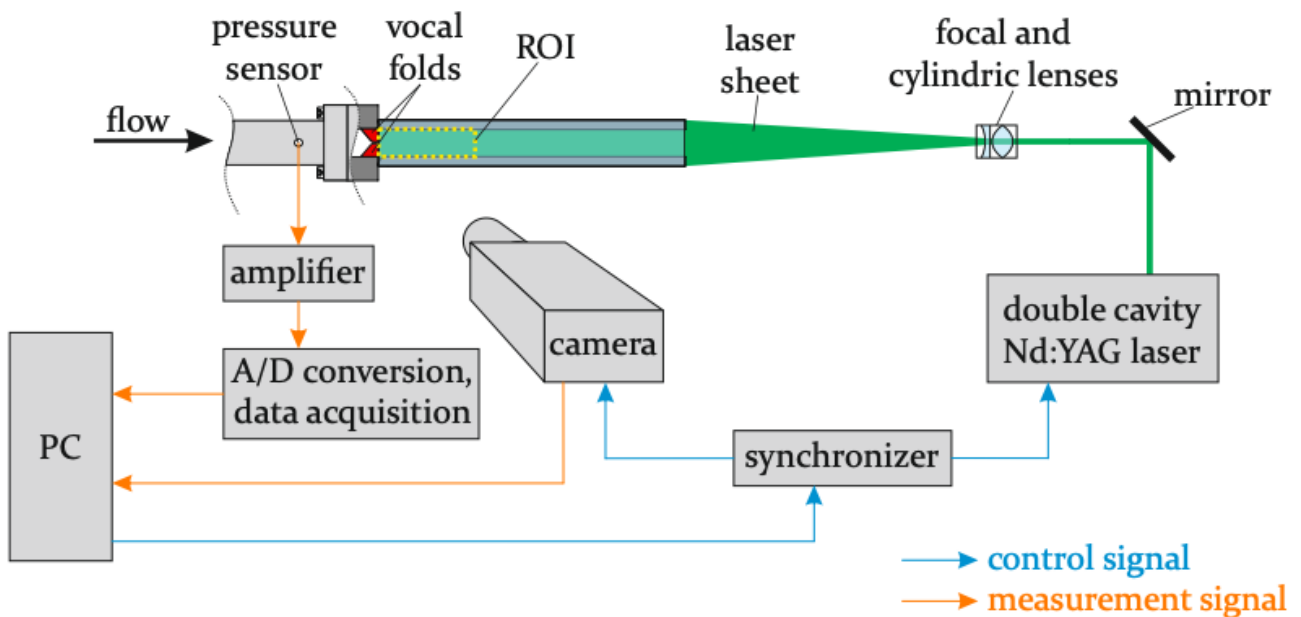 pressure
sensor
vocal
folds
ROI
laser
sheet
focal and
cylindric lenses
mirror
flow
amplifier
camera
double cavity
Nd:YAG laser
A/D conversion,
data acquisition
PC
synchronizer
control signal
measurement signal